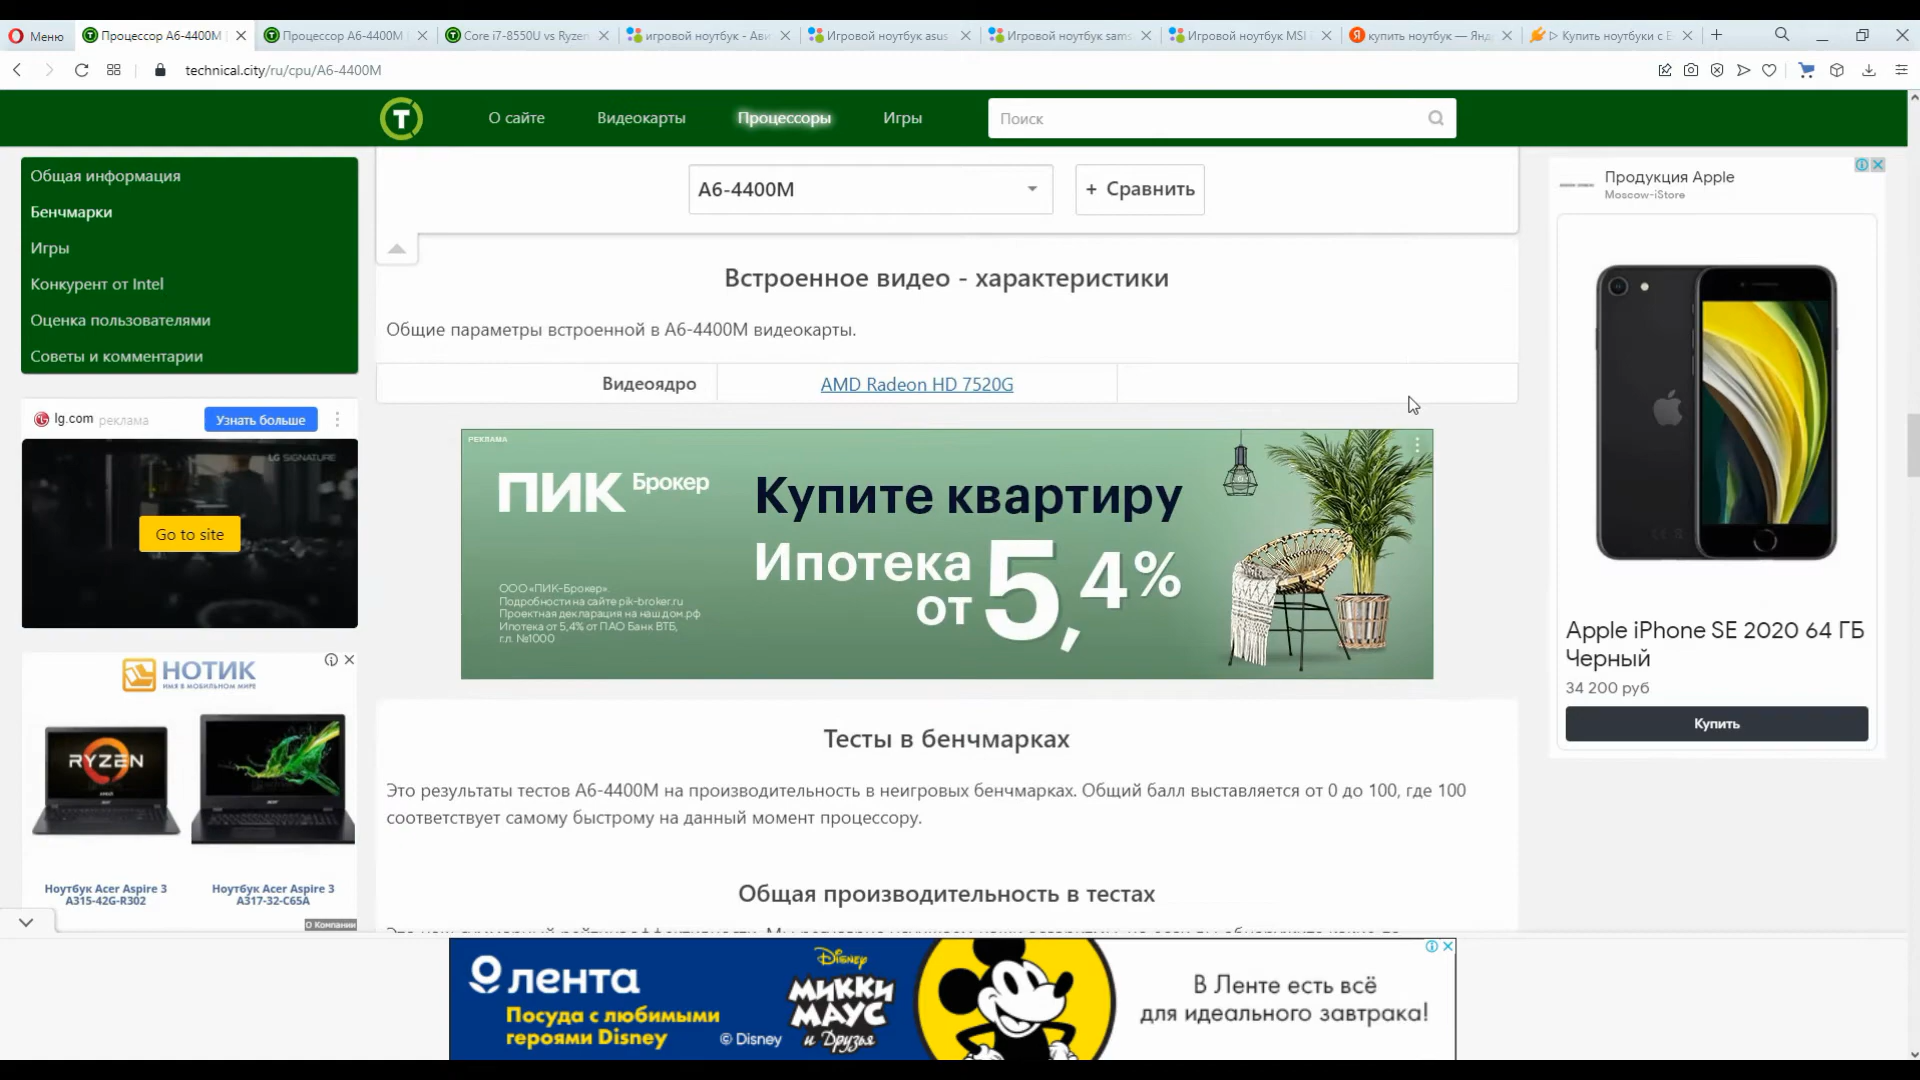 Меню
Процессор A6-4400M
Процессор A6-4400M
Core i7-8550U vs Ryzen
игровой ноутбук - Ави
Игровой ноутбук asus
Игровой ноутбук sams
Игровой ноутбук MSI
купить ноутбук — Янд
Купить ноутбуки с Е
technical.city/ru/cpu/A6-4400M
О сайте
Видеокарты
Процессоры
Игры
Поиск
Общая информация
Бенчмарки
Игры
Конкурент от Intel
Оценка пользователями
Советы и комментарии
A6-4400M
+ Сравнить
Встроенное видео - характеристики
Общие параметры встроенной в A6-4400M видеокарты.
Видеоядро
AMD Radeon HD 7520G
lg.com реклама
Узнать больше
LG SIGNATURE
Go to site
НОТИК
ИМЯ В МОБИЛЬНОМ МИРЕ
RYZEN
Ноутбук Acer Aspire 3
A315-42G-R302
Ноутбук Acer Aspire 3
A317-32-C65A
О Компании
РЕКЛАМА
ПИК Брокер
Купите квартиру
Ипотека
от 5,4%
ООО «ПИК-Брокер».
Подробности на сайте pik-broker.ru
Проектная декларация на наш.дом.рф
Ипотека от 5,4% от ПАО Банк ВТБ,
г.л. №1000
Тесты в бенчмарках
Это результаты тестов A6-4400M на производительность в неигровых бенчмарках. Общий балл выставляется от 0 до 100, где 100
соответствует самому быстрому на данный момент процессору.
Общая производительность в тестах
Продукция Apple
Moscow-iStore
Apple iPhone SE 2020 64 ГБ
Черный
34 200 руб
Купить
лента
Посуда с любимыми
героями Disney
© Disney
Disney
МИККИ
МАУС
и Друзья
В Ленте есть всё
для идеального завтрака!